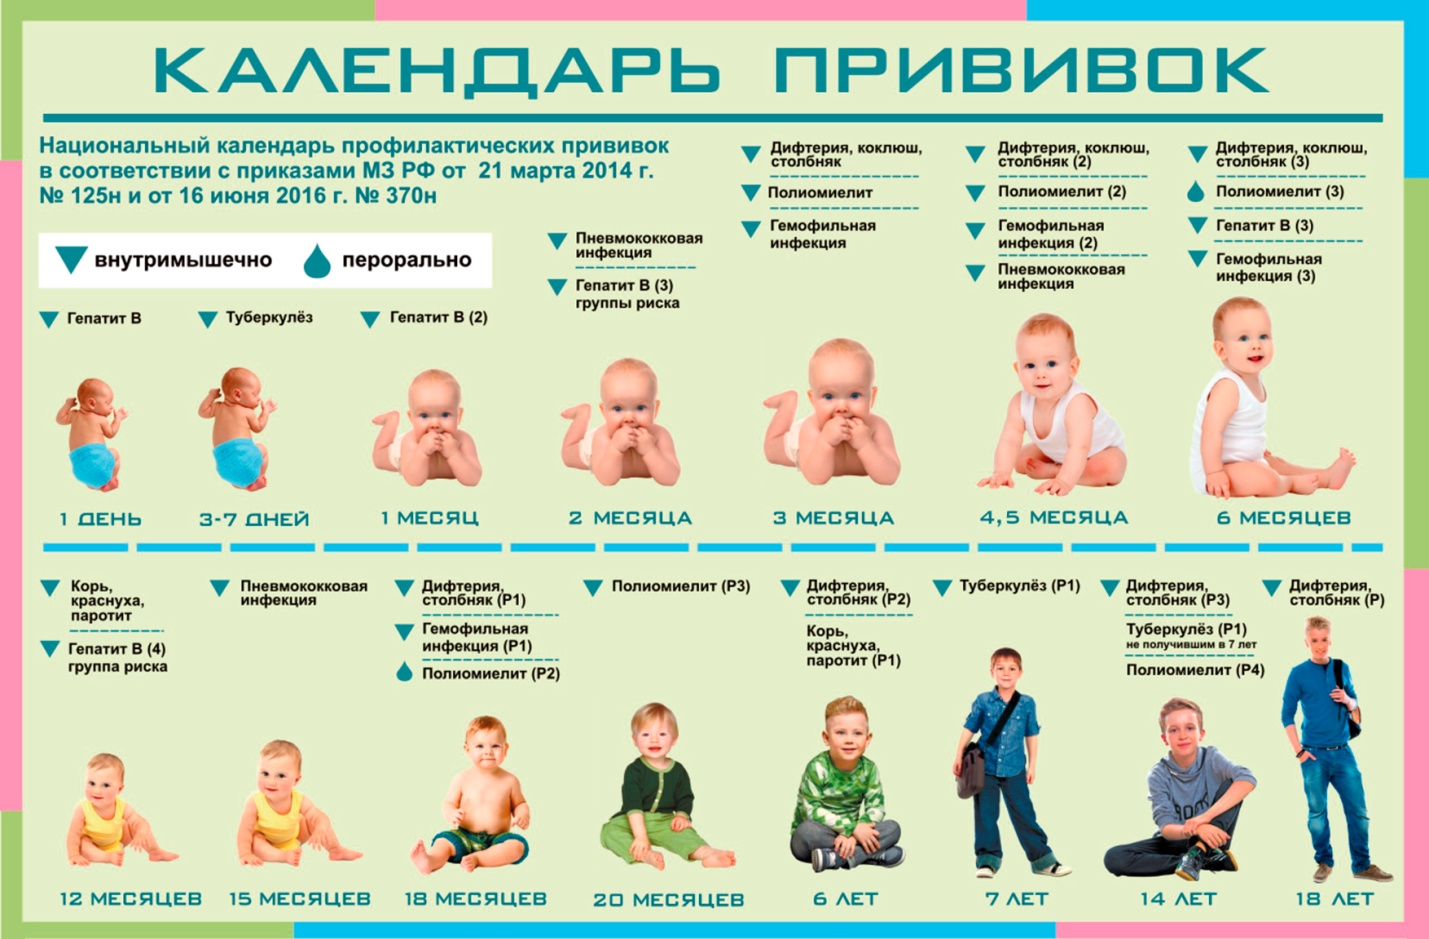 КАЛЕНДАРЬ ПРИВИВОК
Национальный календарь профилактических прививок
в соответствии с приказами МЗ РФ от 21 марта 2014 г.
№ 125н и от 16 июня 2016 г. № 370н
внутримышечно
перорально
Гепатит В
1 ДЕНЬ
Туберкулёз
3-7 ДНЕЙ
Гепатит В (2)
1 МЕСЯЦ
Пневмококковая
инфекция
Гепатит В (3)
группы риска
2 МЕСЯЦА
Дифтерия, коклюш,
столбняк
Полиомиелит
Гемофильная
инфекция
3 МЕСЯЦА
Дифтерия, коклюш,
столбняк (2)
Полиомиелит (2)
Гемофильная
инфекция (2)
Пневмококковая
инфекция
4,5 МЕСЯЦА
Дифтерия, коклюш,
столбняк (3)
Полиомиелит (3)
Гепатит В (3)
Гемофильная
инфекция (3)
6 МЕСЯЦЕВ
Корь,
краснуха,
паротит
Гепатит В (4)
группа риска
12 МЕСЯЦЕВ
Пневмококковая
инфекция
15 МЕСЯЦЕВ
Дифтерия,
столбняк (Р1)
Гемофильная
инфекция (Р1)
Полиомиелит (Р2)
18 МЕСЯЦЕВ
Полиомиелит (Р3)
20 МЕСЯЦЕВ
Дифтерия,
столбняк (Р2)
Корь,
краснуха,
паротит (Р1)
6 ЛЕТ
Туберкулёз (Р1)
7 ЛЕТ
Дифтерия,
столбняк (Р3)
Туберкулёз (Р1)
не получившим в 7 лет
Полиомиелит (Р4)
14 ЛЕТ
Дифтерия,
столбняк (Р)
18 ЛЕТ